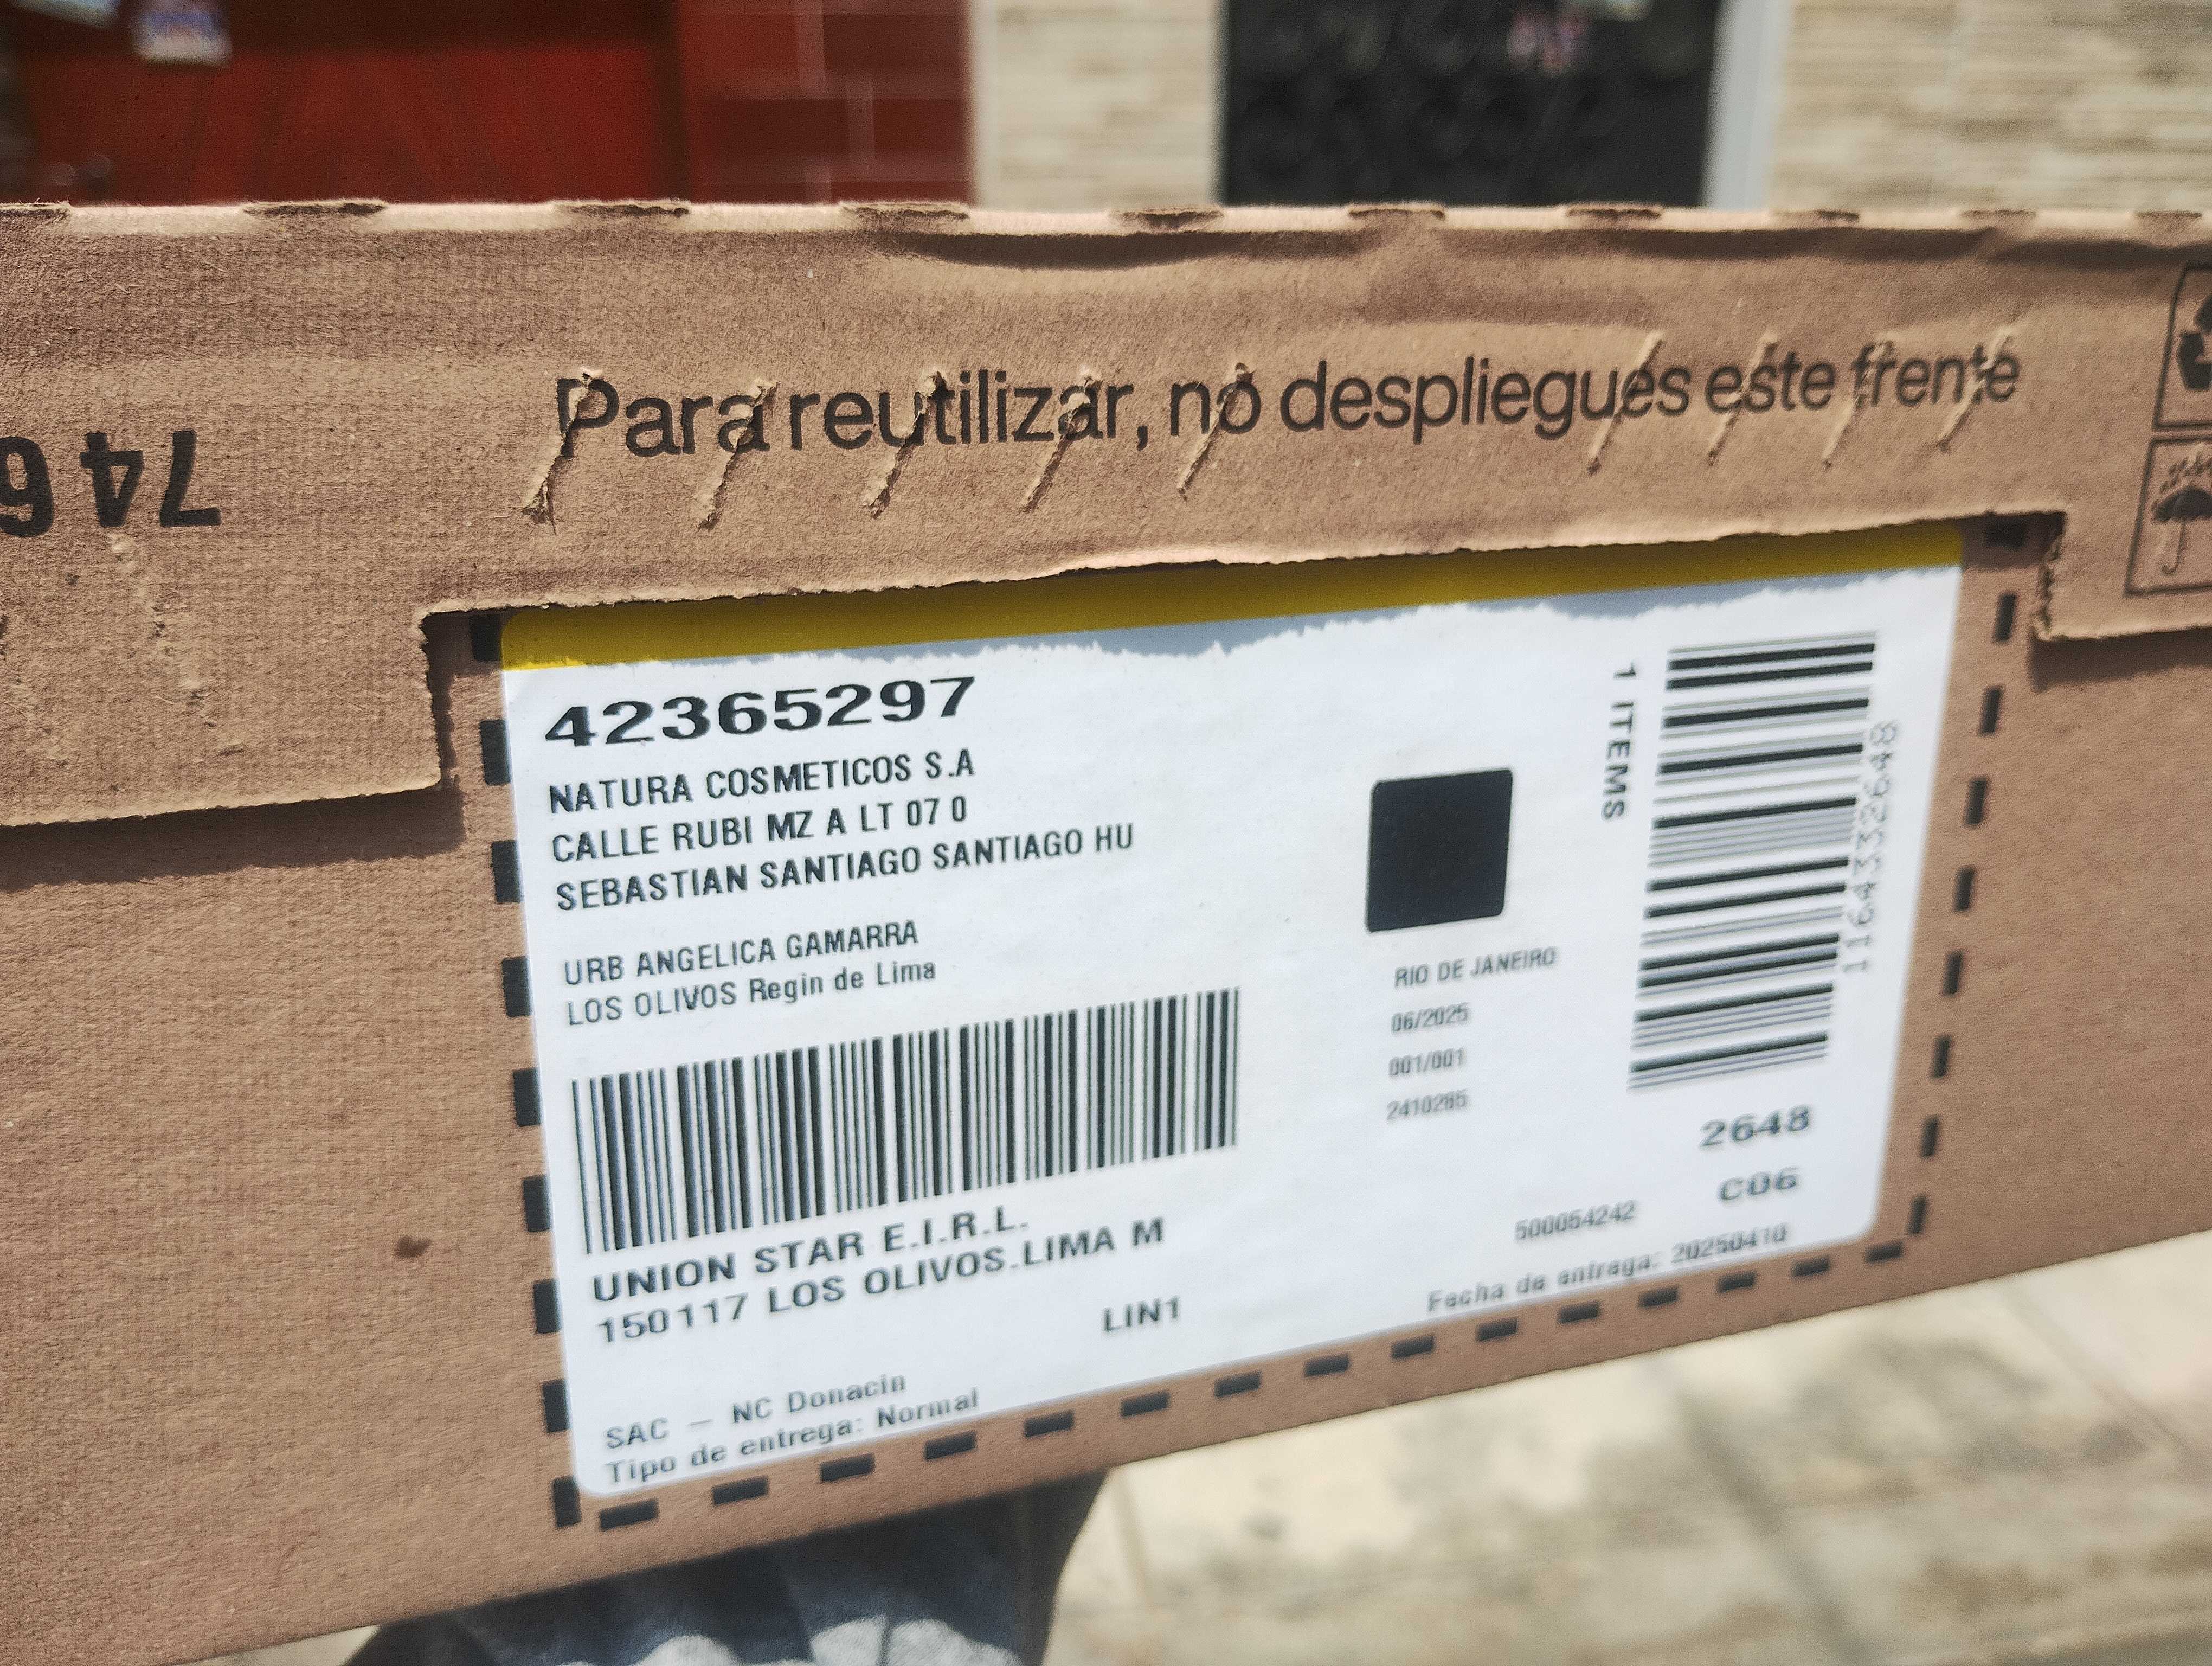 Para reutilizar, no despliegues este frente
746
42365297
NATURA COSMETICOS S.A
CALLE RUBI MZ A LT 07 0
SEBASTIAN SANTIAGO SANTIAGO HU
URB ANGELICA GAMARRA
LOS OLIVOS Regin de Lima
UNION STAR E.I.R.L.
150117 LOS OLIVOS.LIMA M
LIN1
SAC - NC Donacin
Tipo de entrega: Normal
RIO DE JANEIRO
06/2025
001/001
2410285
1 ITEMS
1164332648
2648
C06
500054242
Fecha de entrega: 20250410